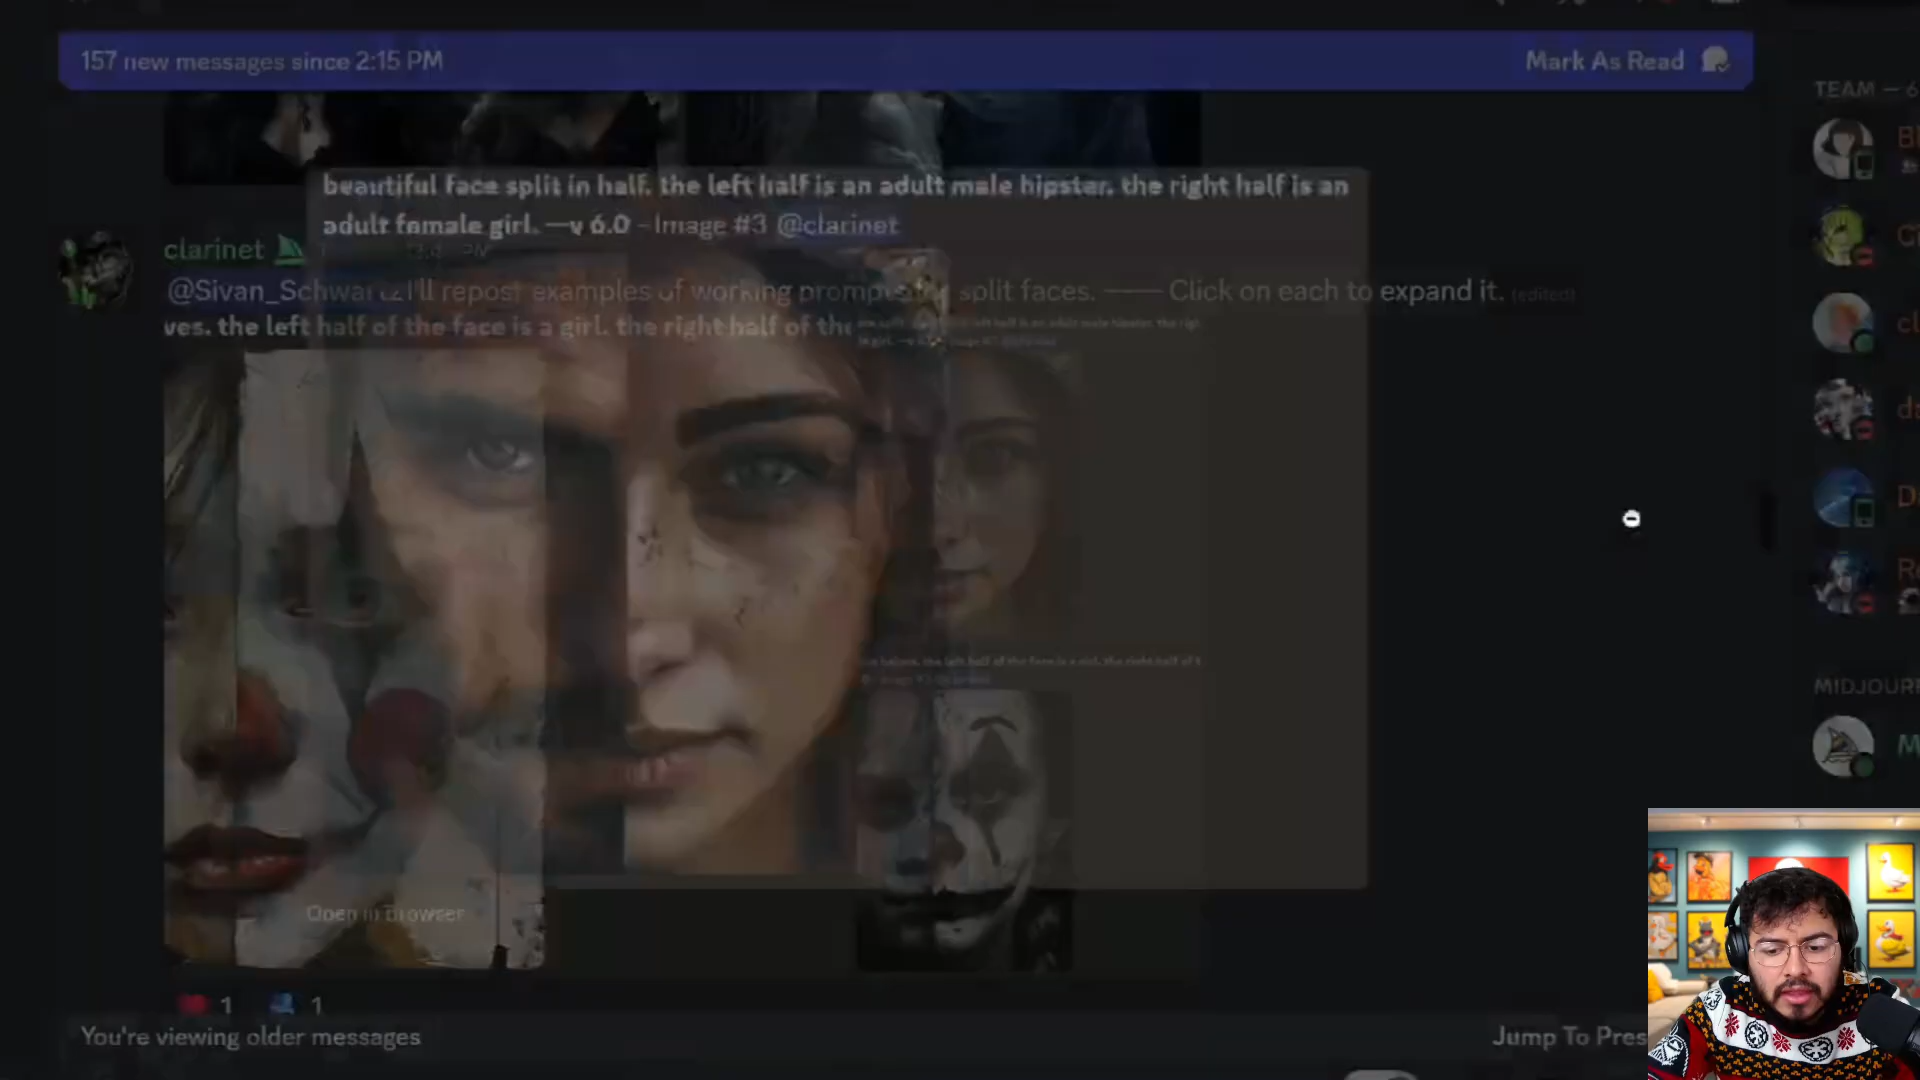 157 new messages since 2:15 PM
Mark As Read
TEAM — 6
beautiful face split in half. the left half is an adult male hipster. the right half is an
adult female girl. —v 6.0 - Image #3 @clarinet
clarinet
@Sivan_Schwartz I'll repost examples of working prompts split faces. —— Click on each to expand it. (edited)
ves. the left half of the face is a girl. the right half of the
Open in Browser
1 1
MIDJOUR
You're viewing older messages
Jump To Pres